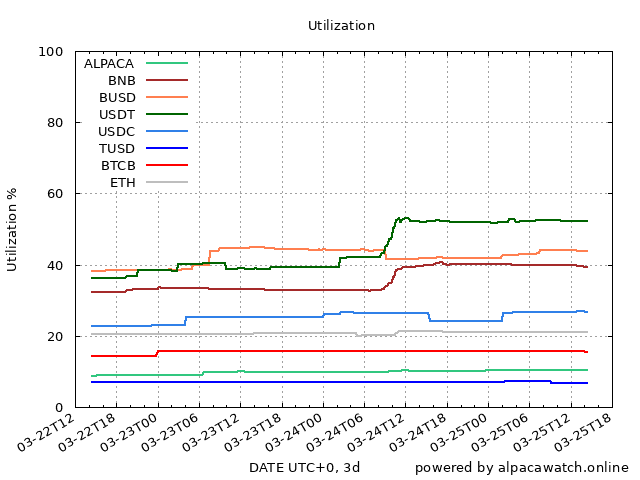 Utilization
100
80
60
40
20
0
Utilization %
ALPACA
BNB
BUSD
USDT
USDC
TUSD
BTCB
ETH
03-22T12
03-22T18
03-23T00
03-23T06
03-23T12
03-23T18
03-24T00
03-24T06
03-24T12
03-24T18
03-25T00
03-25T06
03-25T12
03-25T18
DATE UTC+0, 3d
powered by alpacawatch.online